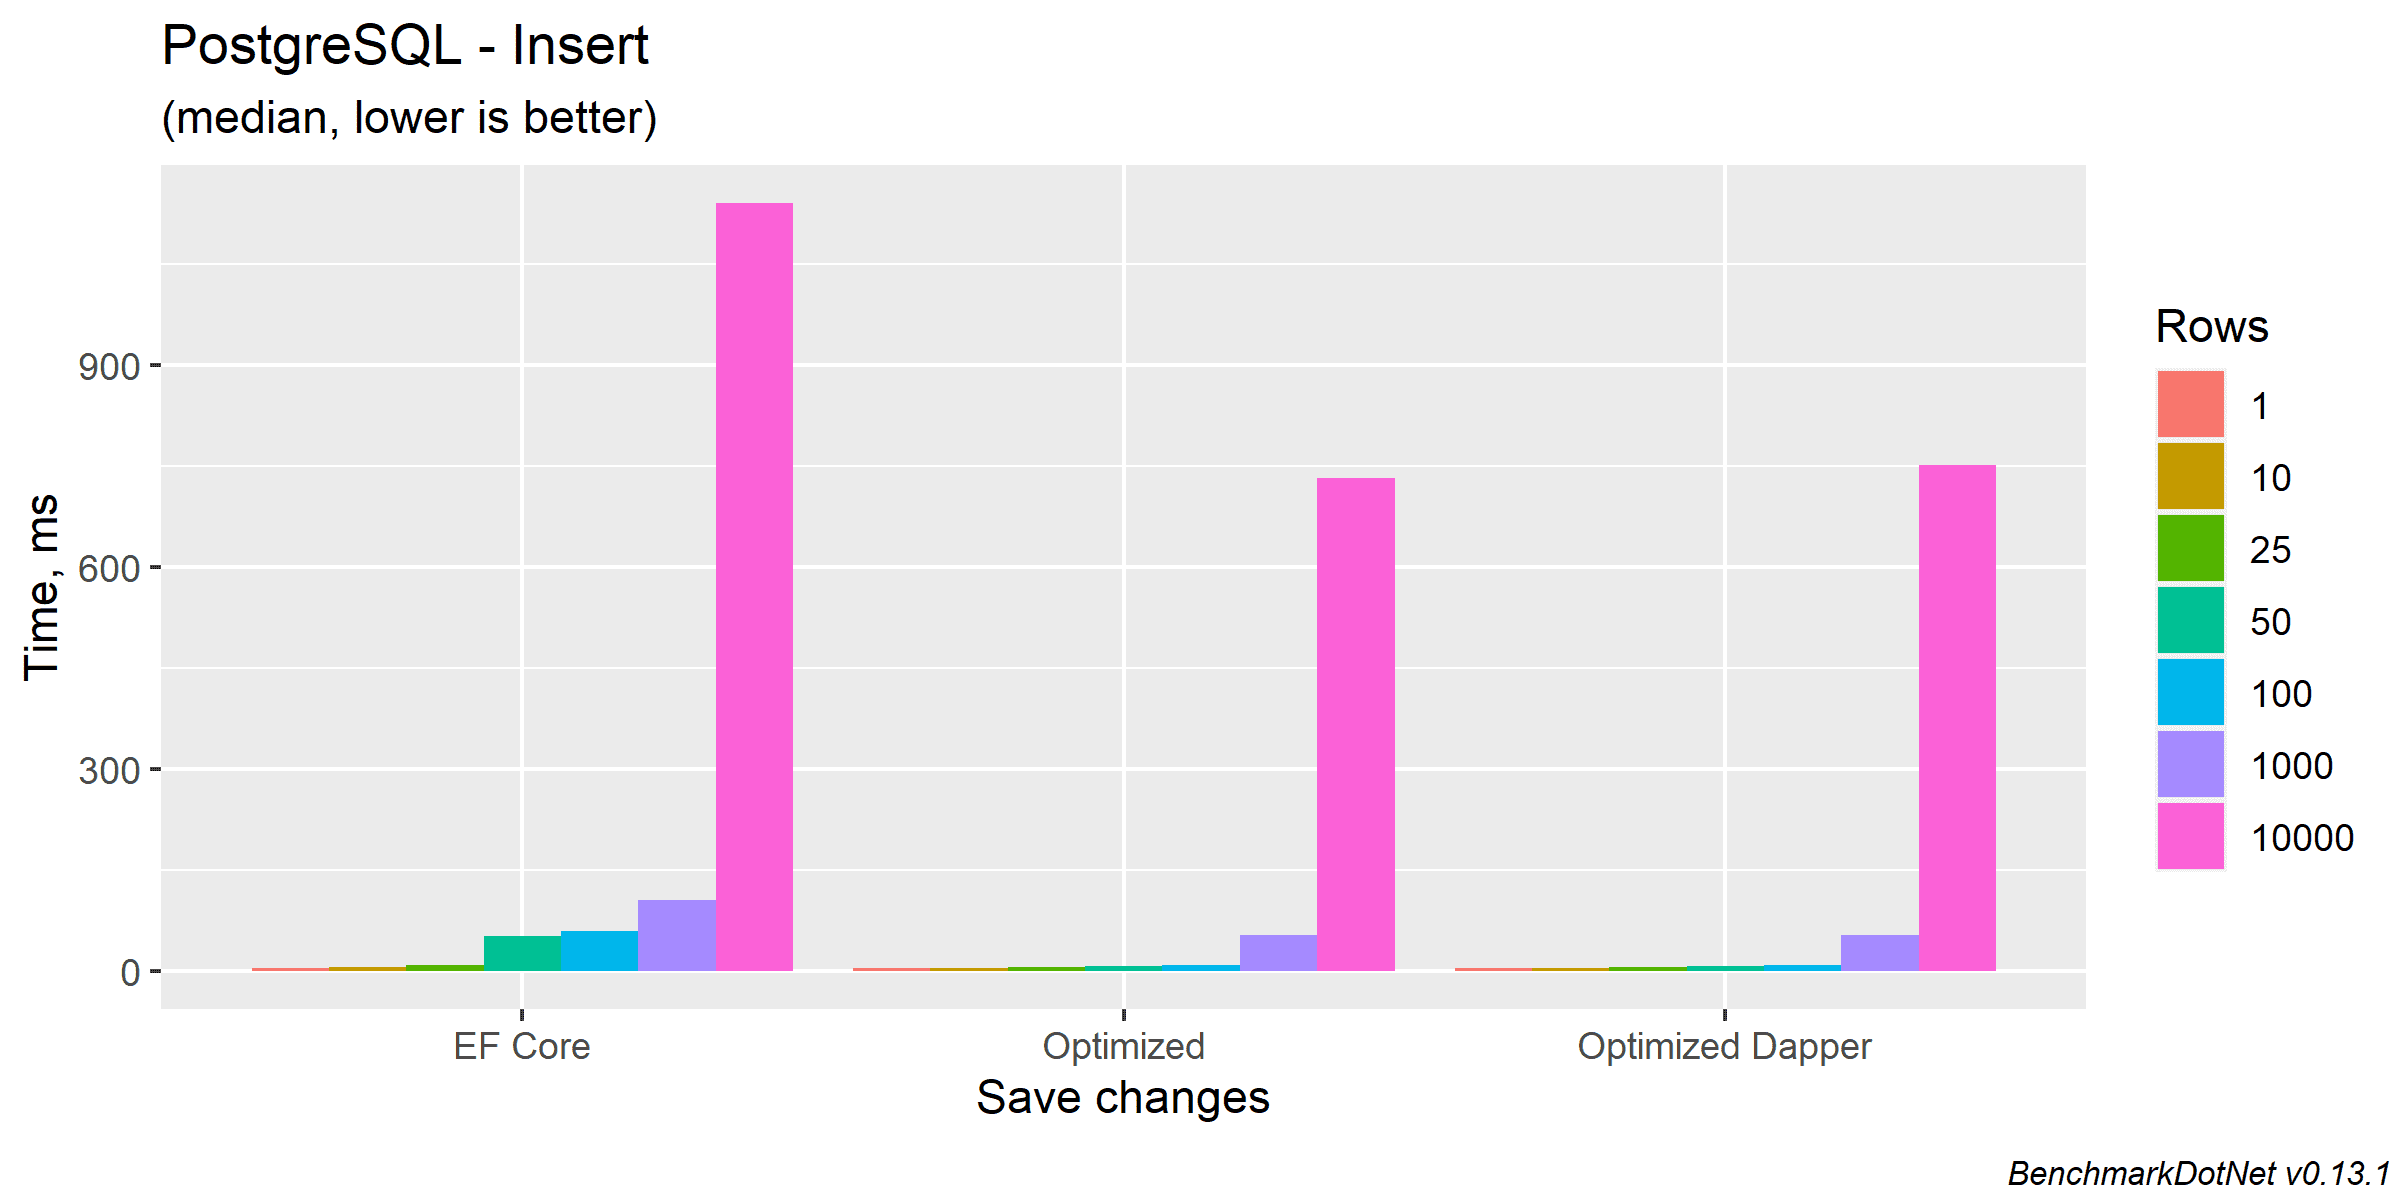 PostgreSQL - Insert
(median, lower is better)
Time, ms
900
600
300
0
EF Core
Optimized
Optimized Dapper
Save changes
Rows
1
10
25
50
100
1000
10000
BenchmarkDotNet v0.13.1